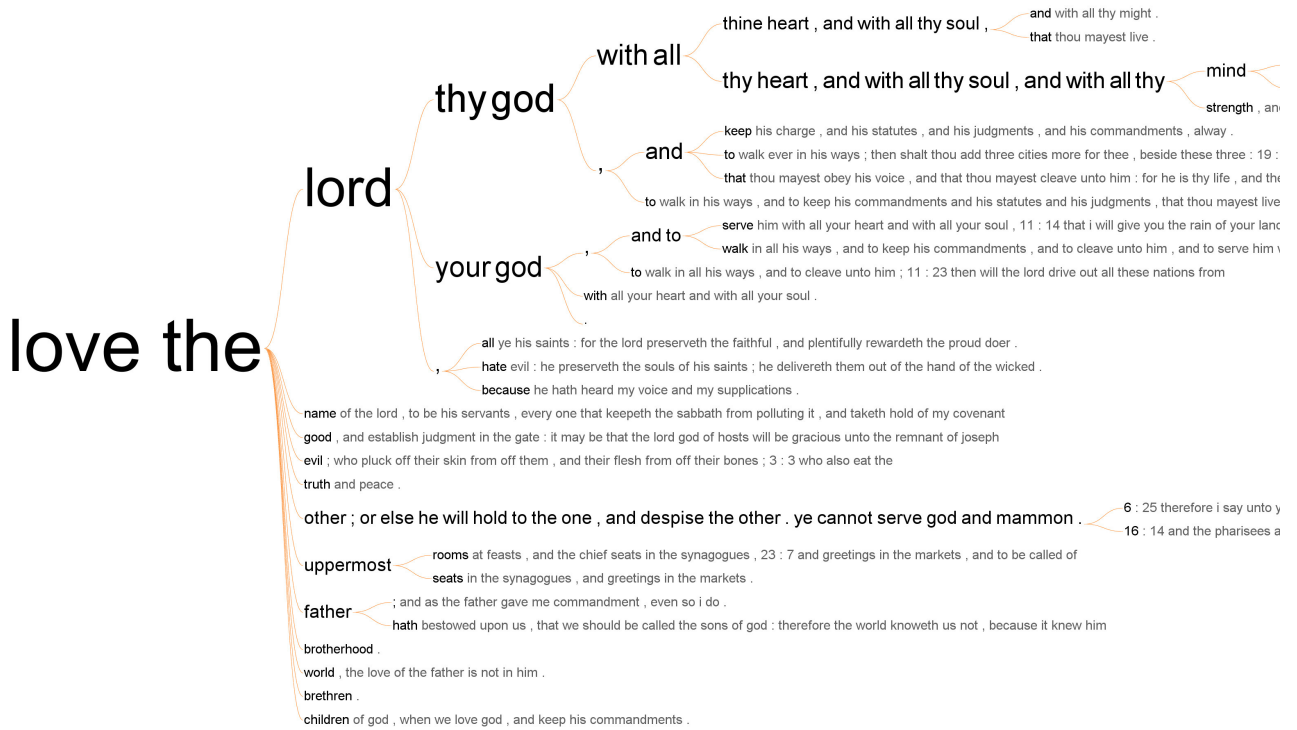 love the
lord
thy god
with all
thine heart , and with all thy soul ,
and with all thy might .
that thou mayest live .
thy heart , and with all thy soul , and with all thy
mind
strength , and
,
and
keep his charge , and his statutes , and his judgments , and his commandments , alway .
to walk ever in his ways ; then shalt thou add three cities more for thee , beside these three : 19 :
that thou mayest obey his voice , and that thou mayest cleave unto him : for he is thy life , and the
to walk in his ways , and to keep his commandments and his statutes and his judgments , that thou mayest live
your god
,
and to
serve him with all your heart and with all your soul , 11 : 14 that i will give you the rain of your land
walk in all his ways , and to keep his commandments , and to cleave unto him , and to serve him
to walk in all his ways , and to cleave unto him ; 11 : 23 then will the lord drive out all these nations from
with all your heart and with all your soul .
.
,
all ye his saints : for the lord preserveth the faithful , and plentifully rewardeth the proud doer .
hate evil : he preserveth the souls of his saints ; he delivereth them out of the hand of the wicked .
because he hath heard my voice and my supplications .
name of the lord , to be his servants , every one that keepeth the sabbath from polluting it , and taketh hold of my covenant
good , and establish judgment in the gate : it may be that the lord god of hosts will be gracious unto the remnant of joseph
evil ; who pluck off their skin from off them , and their flesh from off their bones ; 3 : 3 who also eat the
truth and peace .
other ; or else he will hold to the one , and despise the other . ye cannot serve god and mammon .
6 : 25 therefore i say unto
16 : 14 and the pharisees a
uppermost
rooms at feasts , and the chief seats in the synagogues , 23 : 7 and greetings in the markets , and to be called of
seats in the synagogues , and greetings in the markets .
father
; and as the father gave me commandment , even so i do .
hath bestowed upon us , that we should be called the sons of god : therefore the world knoweth us not , because it knew him
brotherhood .
world , the love of the father is not in him .
brethren .
children of god , when we love god , and keep his commandments .